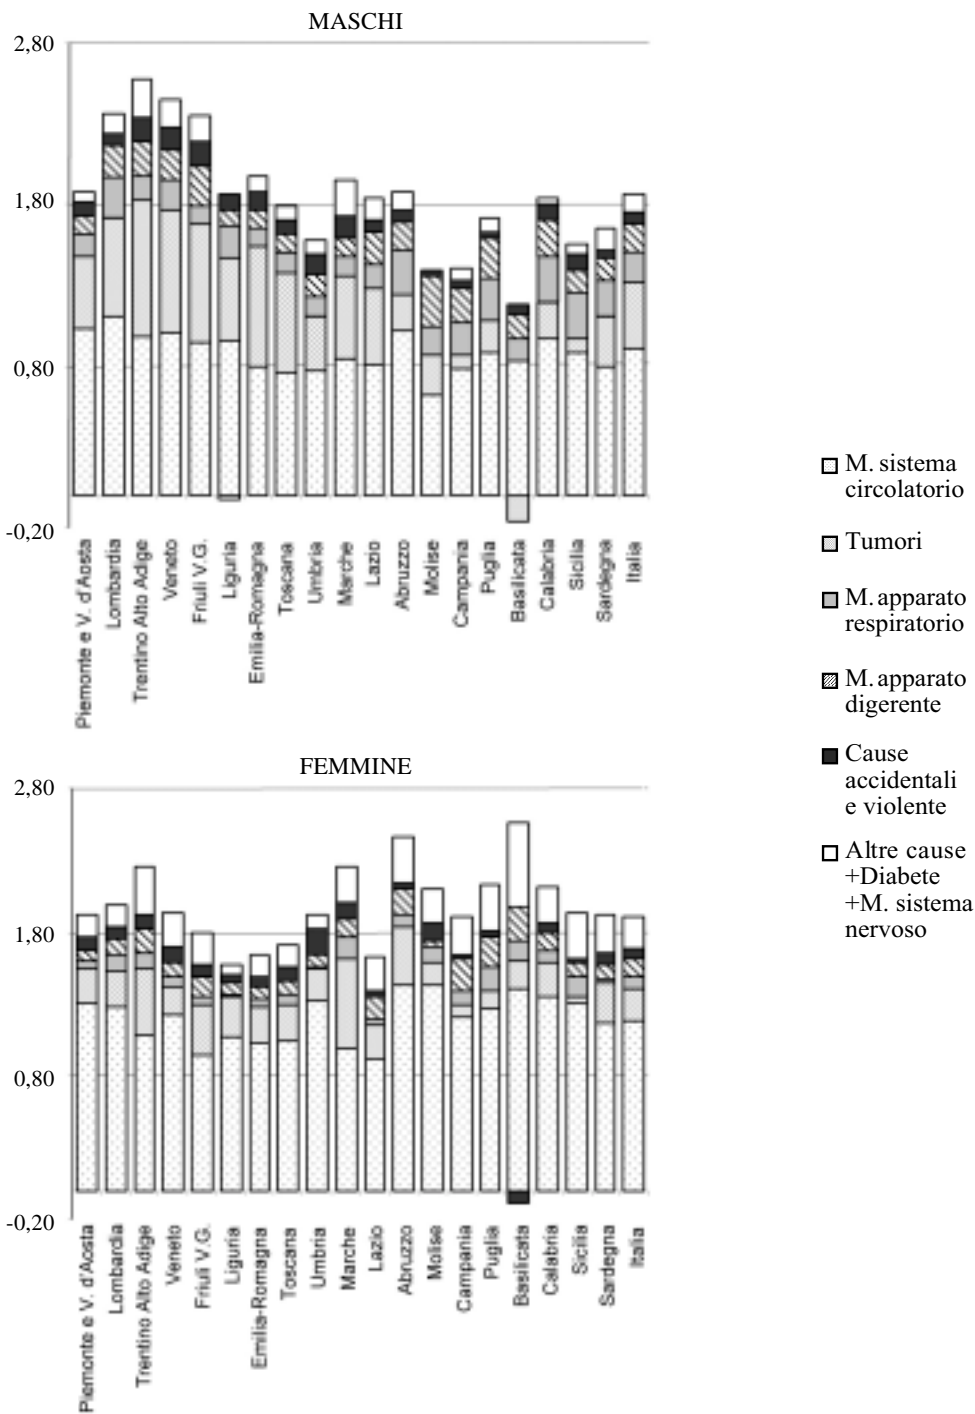 MASCHI
2,80
1,80
0,80
-0,20
Piemonte e V. d'Aosta
Lombardia
Trentino Alto Adige
Veneto
Friuli V.G.
Liguria
Emilia-Romagna
Toscana
Umbria
Marche
Lazio
Abruzzo
Molise
Campania
Puglia
Basilicata
Calabria
Sicilia
Sardegna
Italia
FEMMINE
2,80
1,80
0,80
-0,20
Piemonte e V. d'Aosta
Lombardia
Trentino Alto Adige
Veneto
Friuli V.G.
Liguria
Emilia-Romagna
Toscana
Umbria
Marche
Lazio
Abruzzo
Molise
Campania
Puglia
Basilicata
Calabria
Sicilia
Sardegna
Italia
M. sistema
circolatorio
Tumori
M. apparato
respiratorio
M. apparato
digerente
Cause
accidentali
e violente
Altre cause
+Diabete
+M. sistema
nervoso